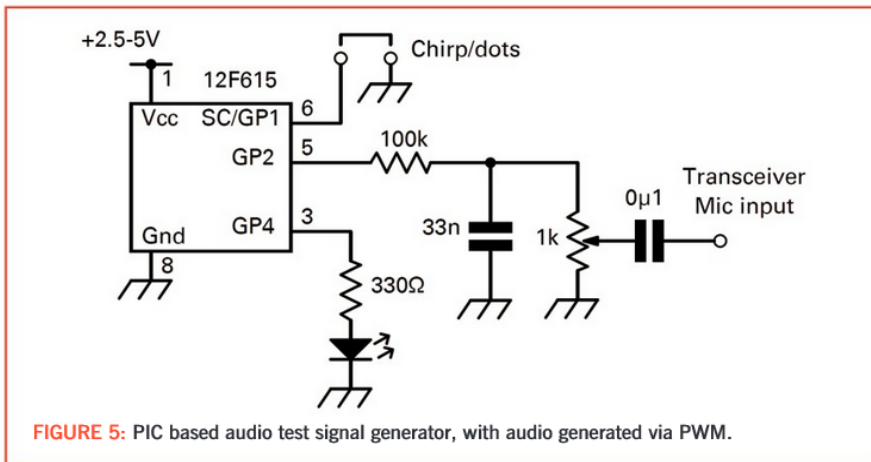 +2.5-5V
1
12F615
Chirp/dots
Vcc SC/GP1
6
GP2
5
100k
GP4
3
33n
1k
0µ1
Transceiver
Mic input
Gnd
8
330Ω
FIGURE 5: PIC based audio test signal generator, with audio generated via PWM.